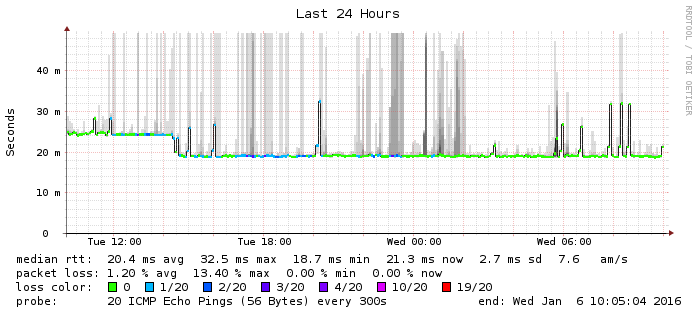 Last 24 Hours
RRDTOOL / TOBI OETIKER
Seconds
40 m
30 m
20 m
10 m
0
Tue 12:00 Tue 18:00 Wed 00:00 Wed 06:00
median rtt: 20.4 ms avg 32.5 ms max 18.7 ms min 21.3 ms now 2.7 ms sd 7.6 am/s
packet loss: 1.20 % avg 13.40 % max 0.00 % min 0.00 % now
loss color: 0 1/20 2/20 3/20 4/20 10/20 19/20
probe: 20 ICMP Echo Pings (56 Bytes) every 300s end: Wed Jan 6 10:05:04 2016